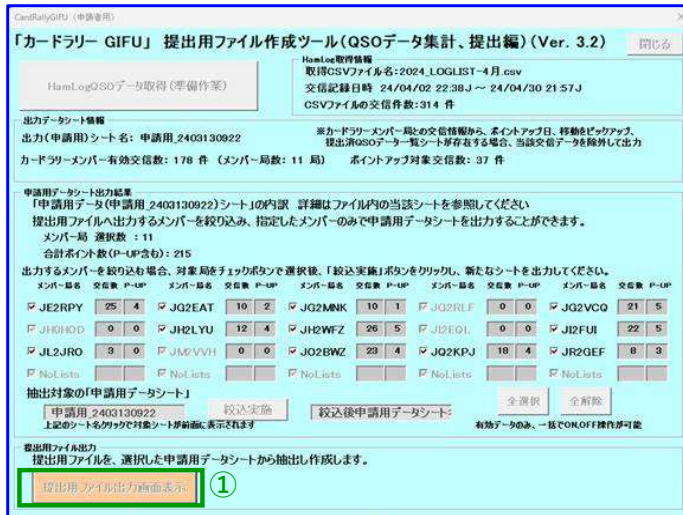 CardRallyGIFU (申請者用)
「カードラリー GIFU」 提出用ファイル作成ツール(QSOデータ集計、提出編)(Ver. 3.2)
閉じる
HamLogQSOデータ取得(準備作業)
HamLog取得情報
取得CSVファイル名:2024_LOGLIST-4月.csv
交信記録日時 24/04/02 22:38J ~ 24/04/30 21:57J
CSVファイルの交信件数:314 件
出力データシート情報
出力(申請用)シート名: 申請用_2403130922
※カードラリーメンバー局との交信情報から、ポイントアップ日、移動をピックアップ、
提出済QSOデータ一覧シートが存在する場合、当該交信データを除外して出力
カードラリーメンバー有効交信数: 178 件 (メンバー局数: 11 局) ポイントアップ対象交信数: 37 件
申請用データシート出力結果
「申請用データ(申請用_2403130922)シート」の内訳 詳細はファイル内の当該シートを参照してください
提出用ファイルへ出力するメンバーを絞り込み、指定したメンバーのみで申請用データシートを出力することができます。
メンバー局 選択数 : 11
合計ポイント数(P-UP含む): 215
出力するメンバーを絞り込む場合、対象局をチェックボタンで選択後、「絞込実施」ボタンをクリックし、新たなシートを出力してください。
メンバー局名 交信数 P-UP メンバー局名 交信数 P-UP メンバー局名 交信数 P-UP メンバー局名 交信数 P-UP メンバー局名 交信数 P-UP
JE2RPY 25 4 JG2EAT 10 2 JG2MNK 10 1 JG2RLF 0 0 JG2VCQ 21 5
JH0HOD 0 0 JH2LYU 12 4 JH2WFZ 26 5 JI2EQL 0 0 JI2FUI 22 5
JL2JRO 3 0 JM2VVH 0 0 JO2BWZ 23 4 JQ2KPJ 18 4 JR2GEF 8 3
NoLists NoLists NoLists NoLists NoLists
抽出対象の「申請用データシート」
申請用_2403130922 絞込実施 絞込後申請用データシート: 全選択 全解除
上記のシート名クリックで対象シートが前面に表示されます 有効データのみ、一括でON,OFF操作が可能
提出用ファイル出力
提出用ファイルを、選択した申請用データシートから抽出し作成します。
提出用ファイル出力画面表示 ①